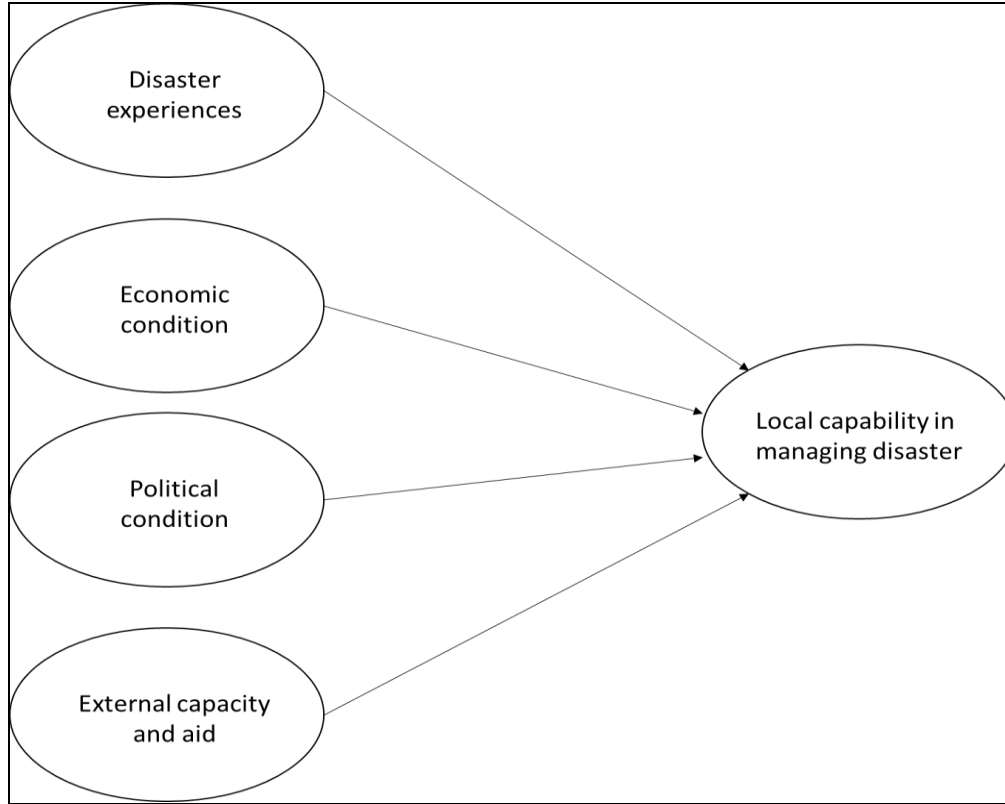 Disaster
experiences
Economic
condition
Political
condition
External capacity
and aid
Local capability in
managing disaster